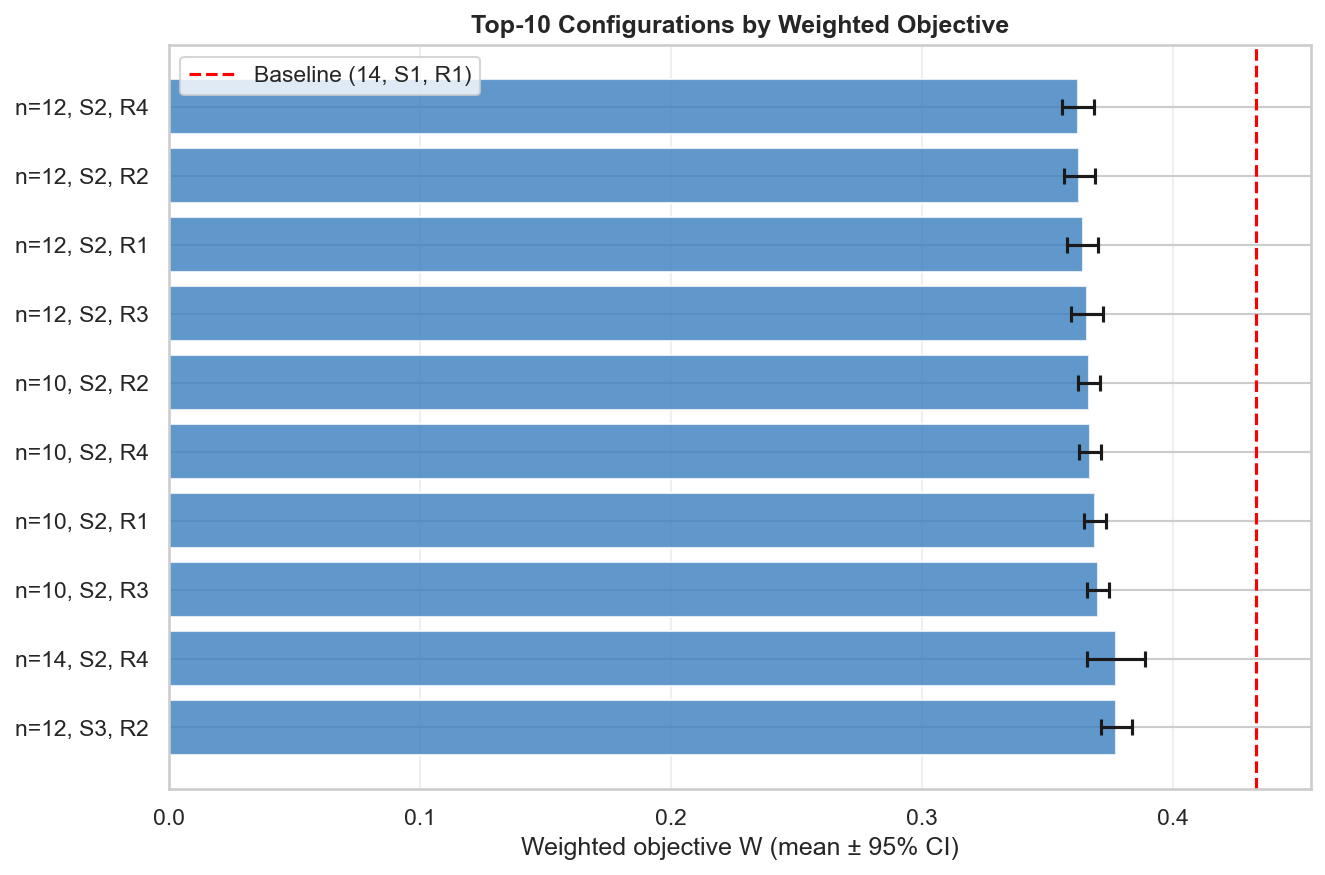 Top-10 Configurations by Weighted Objective
Baseline (14, S1, R1)
n=12, S2, R4
n=12, S2, R2
n=12, S2, R1
n=12, S2, R3
n=10, S2, R2
n=10, S2, R4
n=10, S2, R1
n=10, S2, R3
n=14, S2, R4
n=12, S3, R2
0.0 0.1 0.2 0.3 0.4
Weighted objective W (mean ± 95% CI)